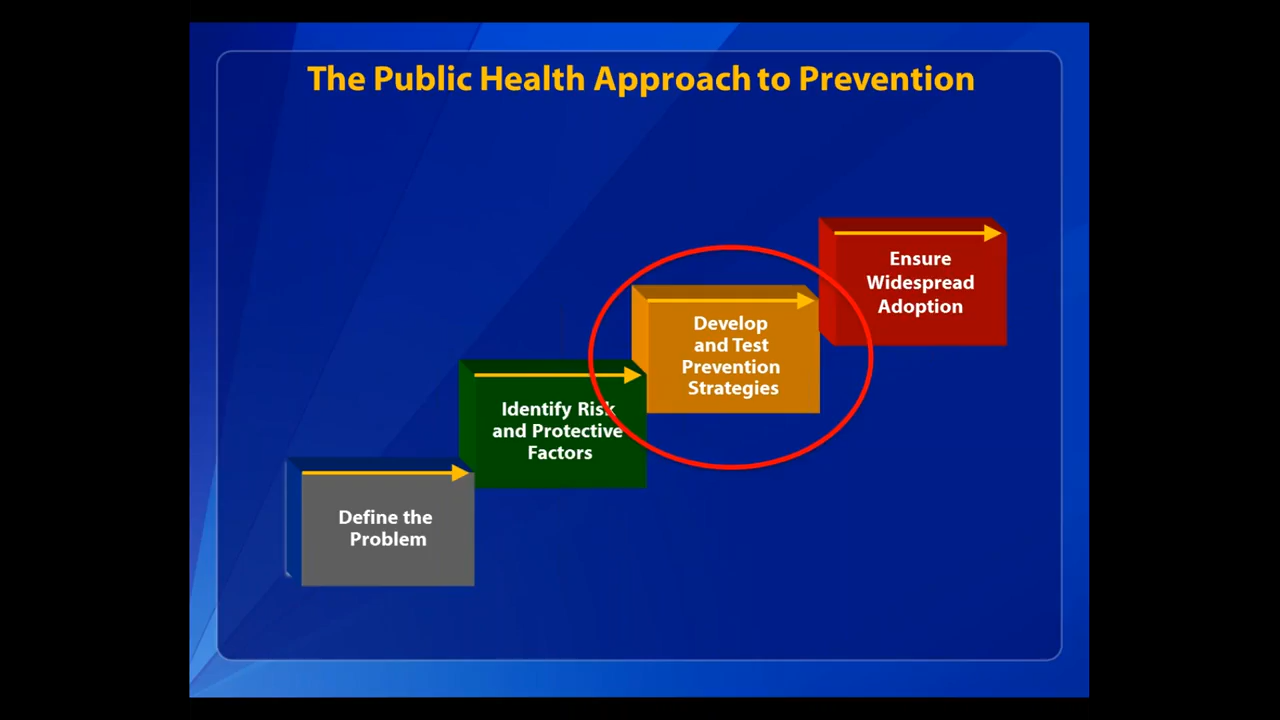 The Public Health Approach to Prevention
Define the
Problem
Identify Risk
and Protective
Factors
Develop
and Test
Prevention
Strategies
Ensure
Widespread
Adoption